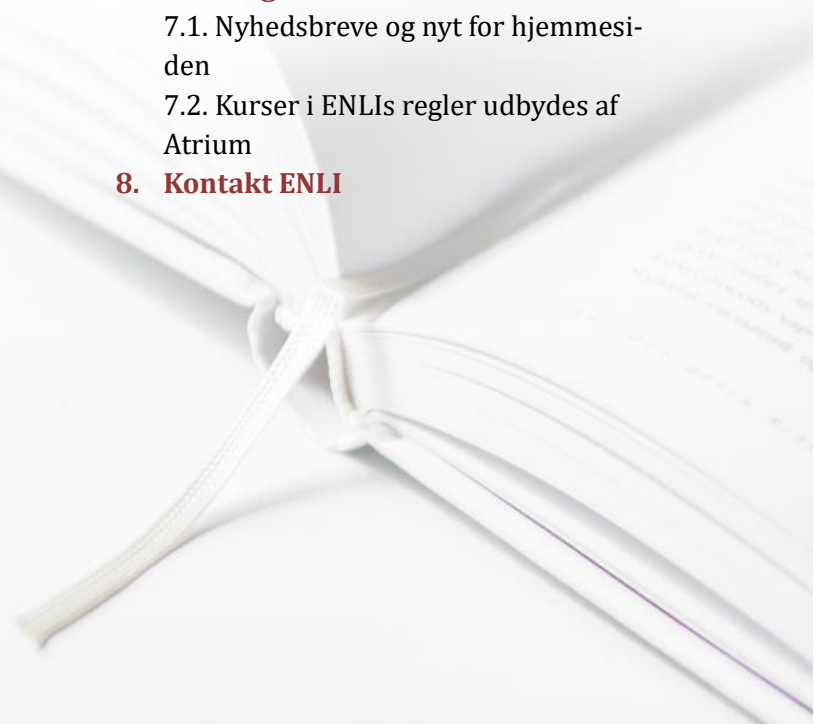 7.1. Nyhedsbreve og nyt for hjemmesi-
den
7.2. Kurser i ENLIs regler udbydes af
Atrium
8. Kontakt ENLI